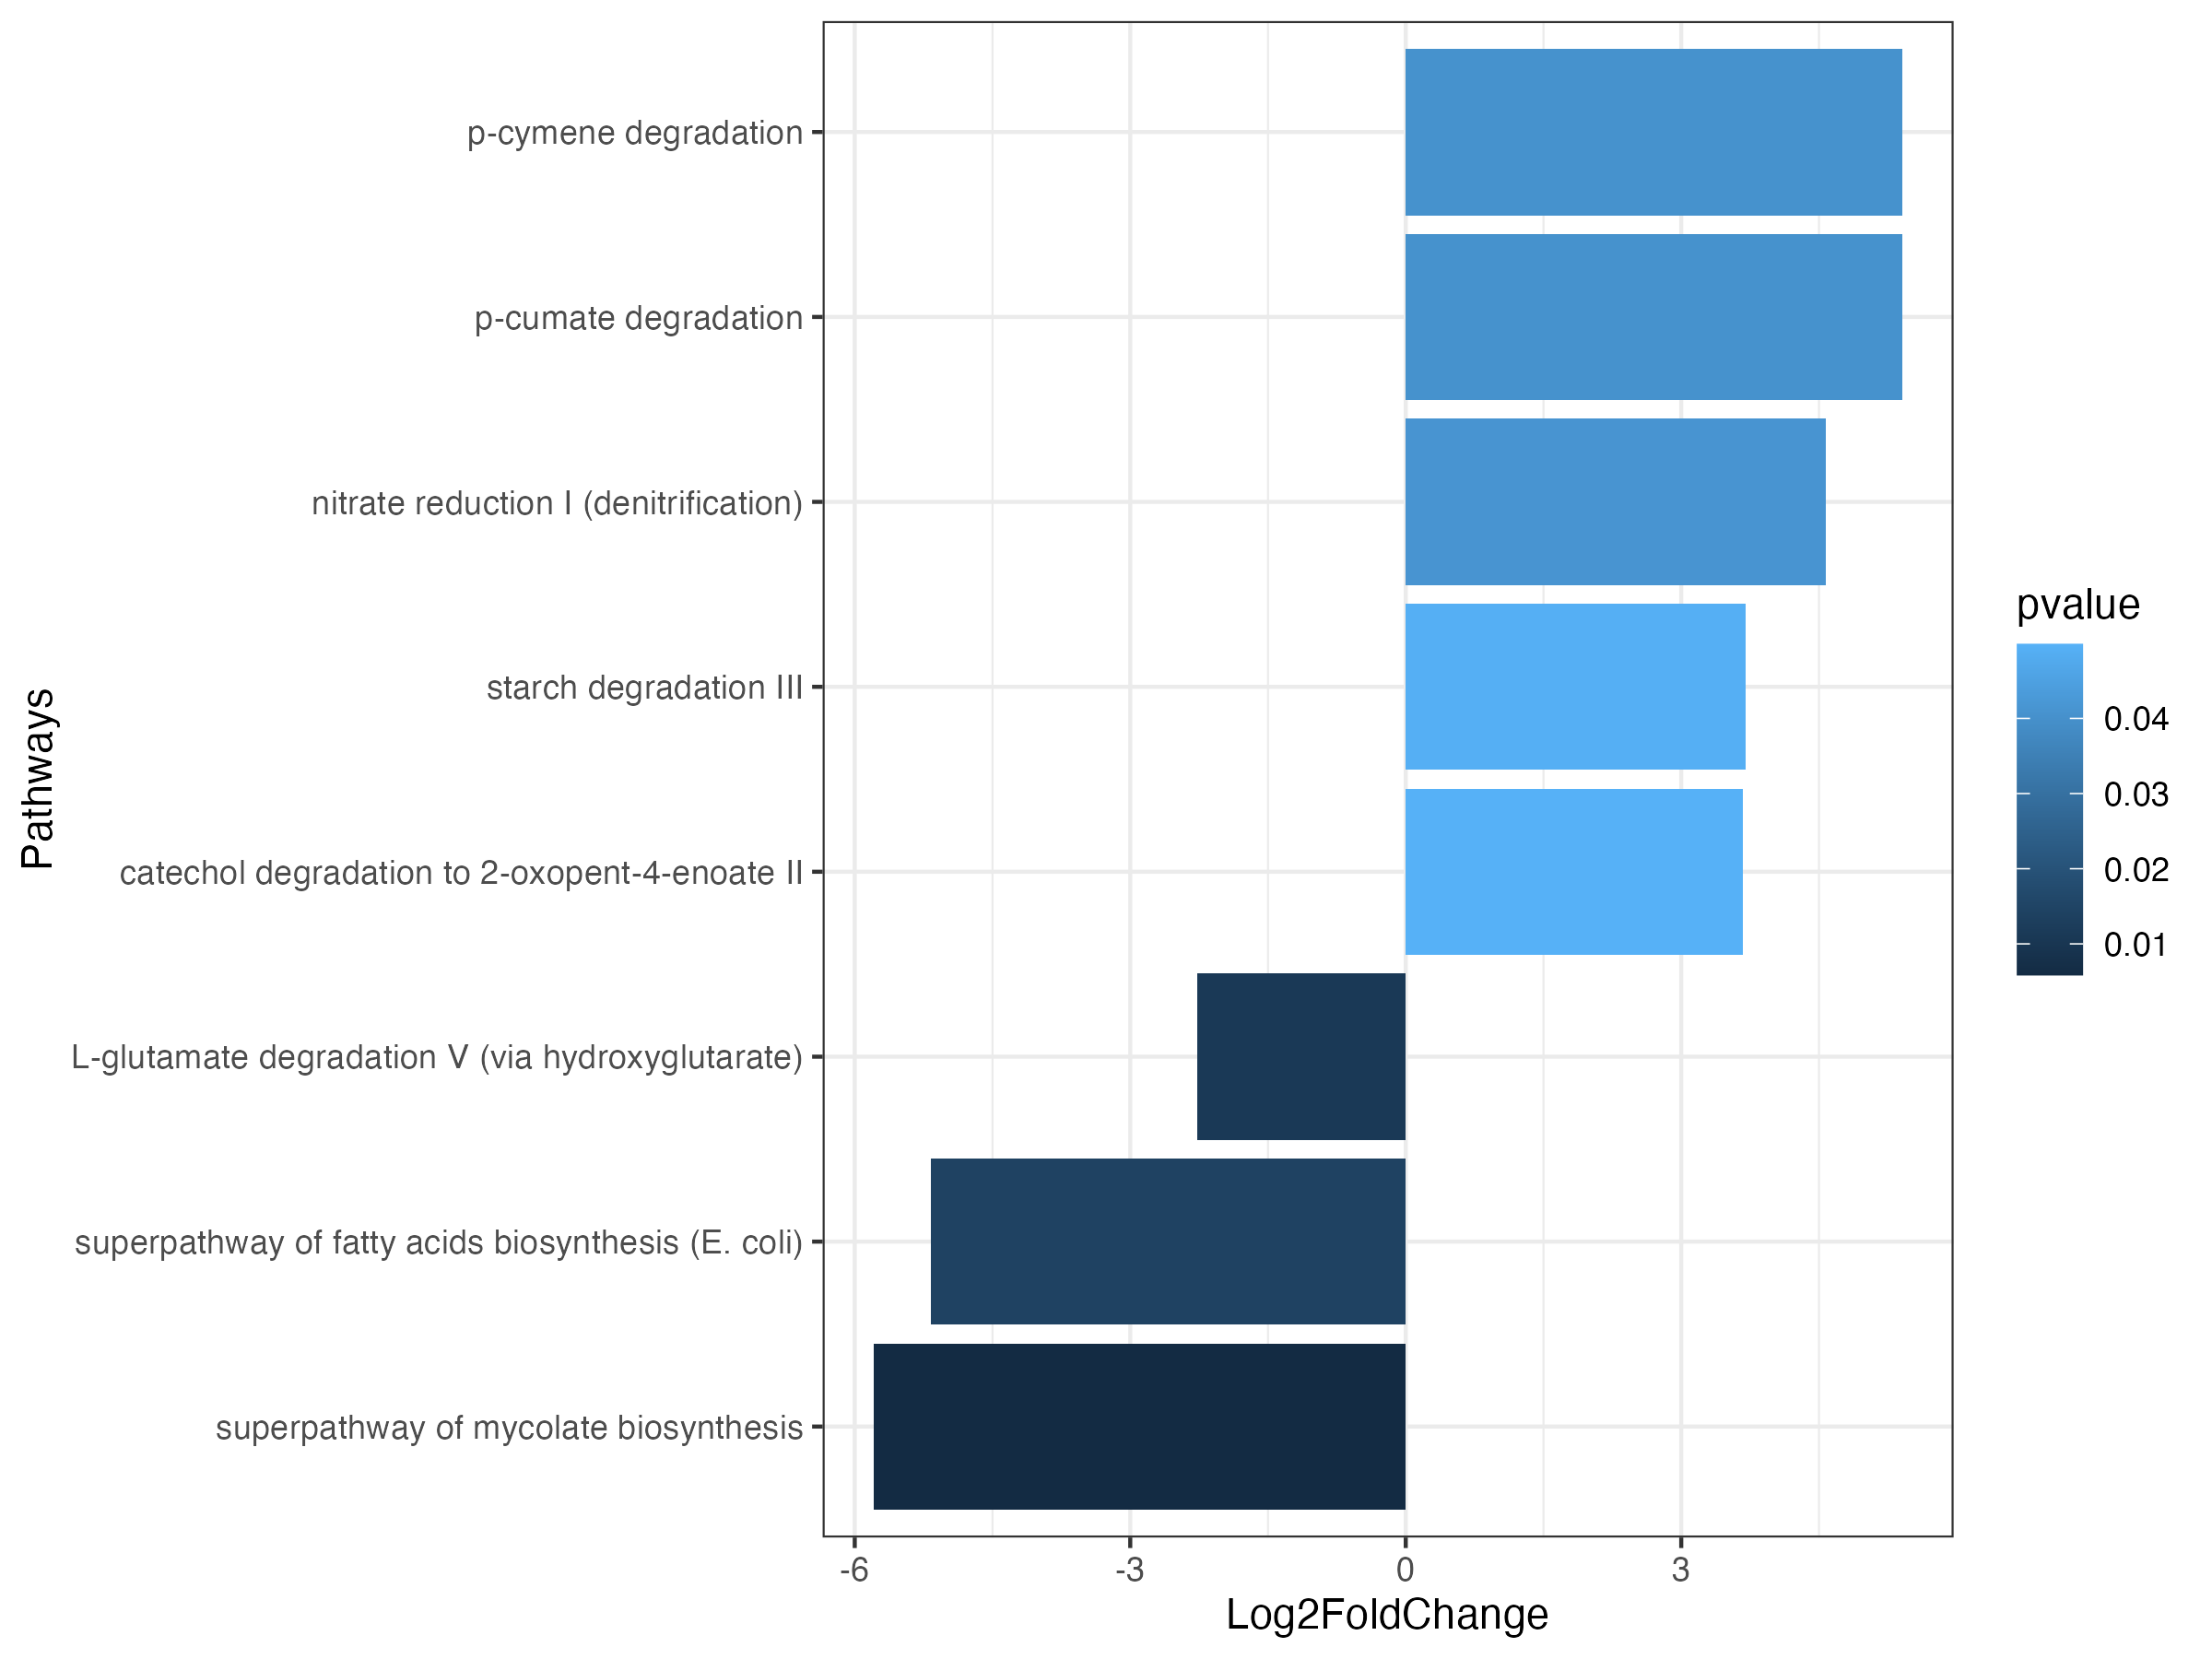 p-cymene degradation
p-cumate degradation
nitrate reduction I (denitrification)
starch degradation III
catechol degradation to 2-oxopent-4-enoate II
L-glutamate degradation V (via hydroxyglutarate)
superpathway of fatty acids biosynthesis (E. coli)
superpathway of mycolate biosynthesis
Pathways
-6 -3 0 3
Log2FoldChange
pvalue
0.04
0.03
0.02
0.01